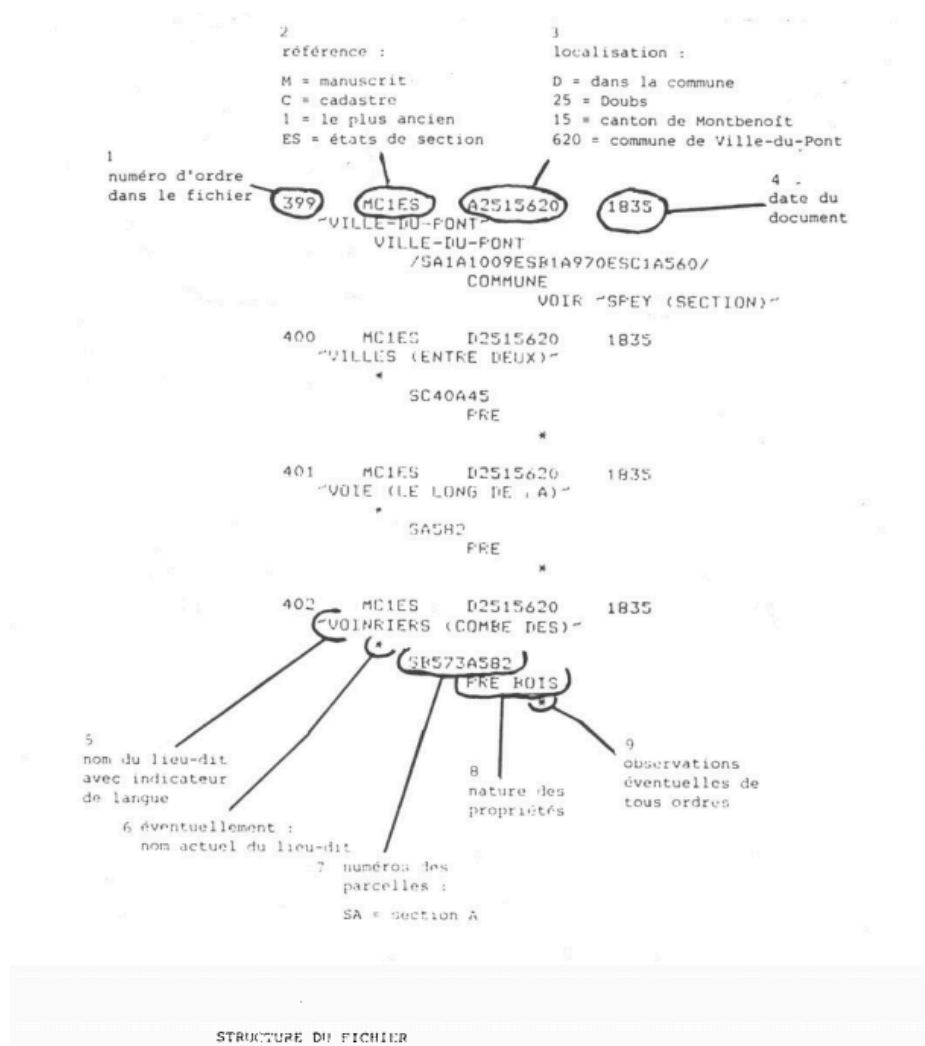 2
référence :
M = manuscrit
C = cadastre
1 = le plus ancien
ES = états de section
3
localisation :
D = dans la commune
25 = Doubs
15 = canton de Montbenoît
620 = commune de Ville-du-Pont
1
numéro d'ordre
dans le fichier
4
date du
document
399 MC1ES A2515620 1835
~VILLE-DU-PONT~
VILLE-DU-PONT
/SA1A1009ESB1A970ESC1A560/
COMMUNE
VOIR ~SPEY (SECTION)~
400 MC1ES D2515620 1835
~VILLES (ENTRE DEUX)~
*
SC40A45
PRE
*
401 MC1ES D2515620 1835
~VOIE (LE LONG DE LA)~
*
SA582
PRE
*
402 MC1ES D2515620 1835
~VOINRIERS (COMBE DES)~
*
SB573A582
PRE BOIS
*
5
nom du lieu-dit
avec indicateur
de langue
6 éventuellement :
nom actuel du lieu-dit
7 numéros des
parcelles :
SA = section A
8
nature des
propriétés
9
observations
éventuelles de
tous ordres
STRUCTURE DU FICHIER